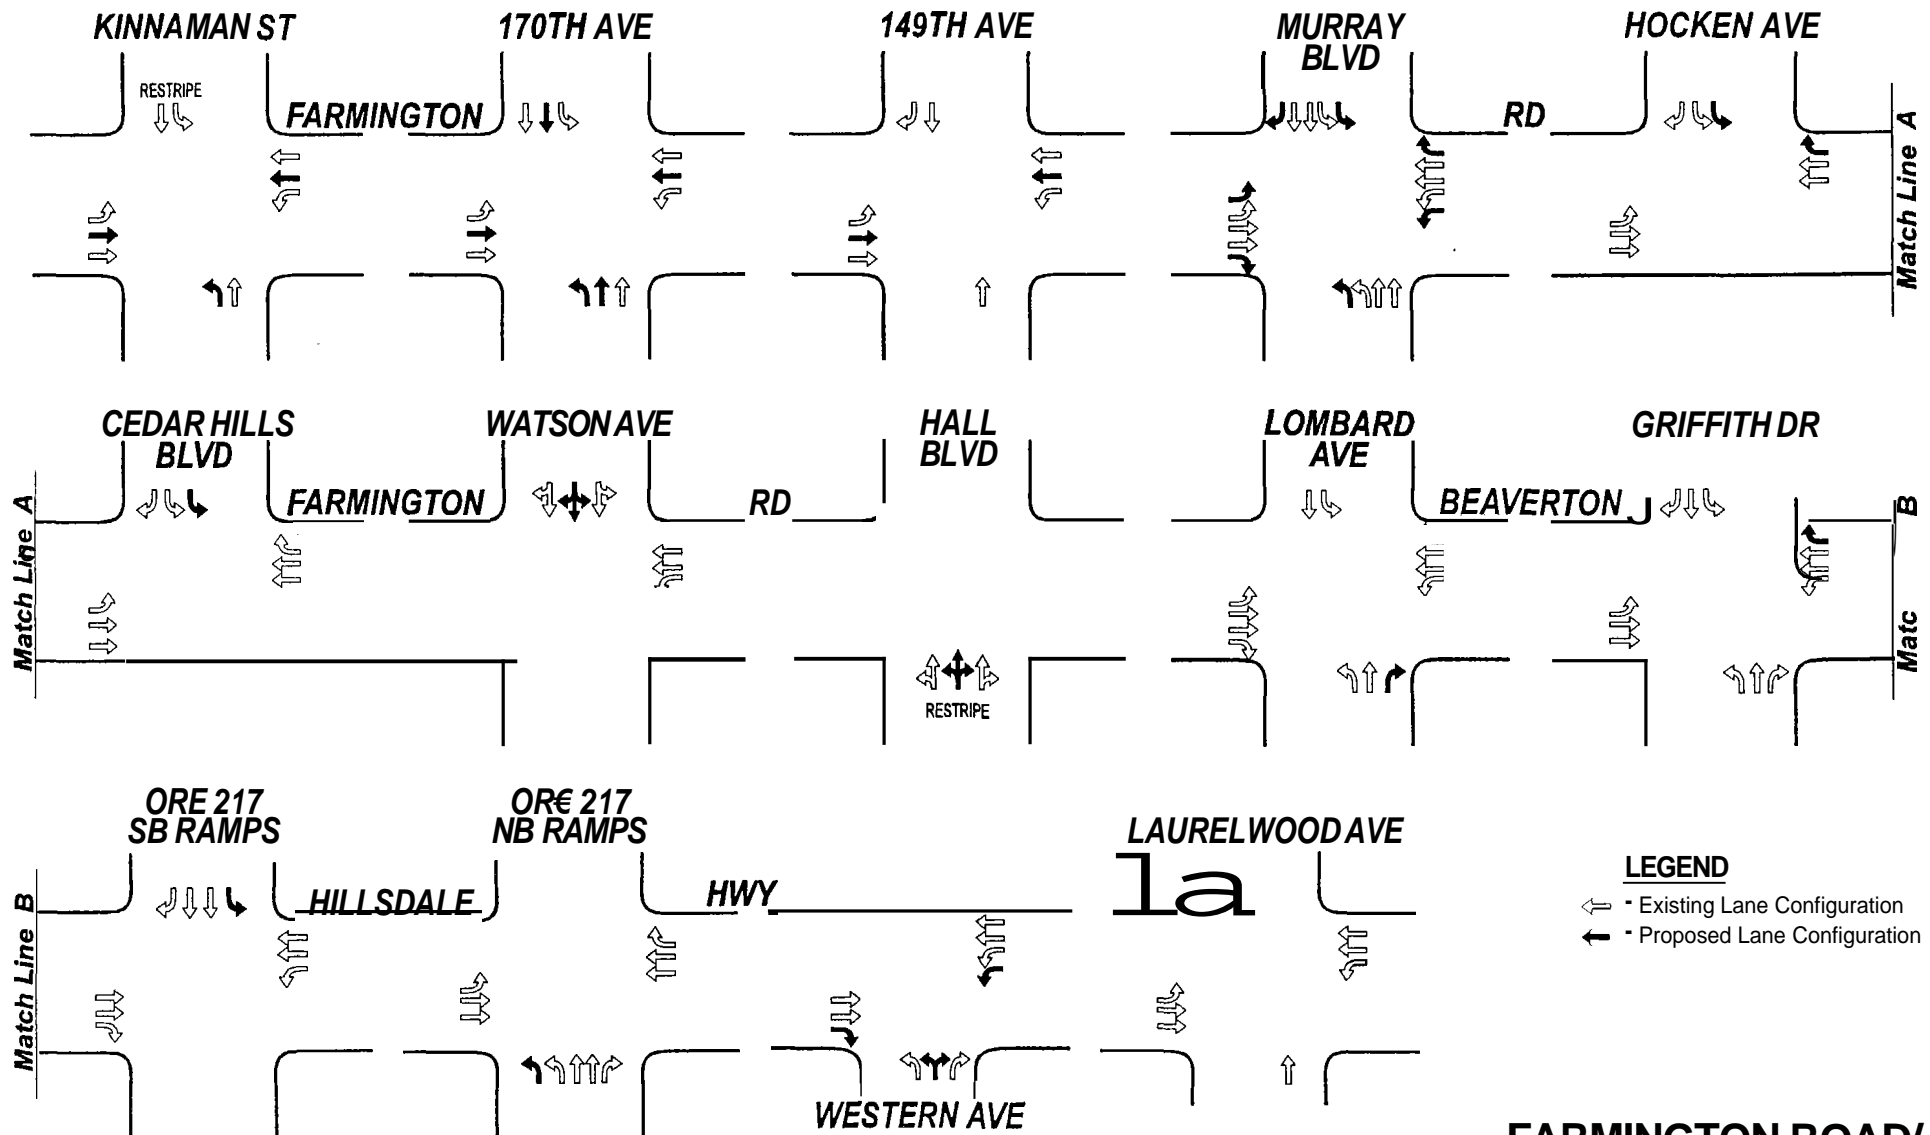 KINNAMAN ST
170TH AVE
149TH AVE
MURRAY
BLVD
HOCKEN AVE
RESTRIPE
FARMINGTON
RD
Match Line A
CEDAR HILLS
BLVD
WATSON AVE
HALL
BLVD
LOMBARD
AVE
GRIFFITH DR
Match Line A
FARMINGTON
RD
BEAVERTON
Matc B
RESTRIPE
ORE 217
SB RAMPS
OR€ 217
NB RAMPS
LAURELWOOD AVE
Match Line B
HILLSDALE
HWY
la
WESTERN AVE
LEGEND
- Existing Lane Configuration
- Proposed Lane Configuration
FARMINGTON ROAD/